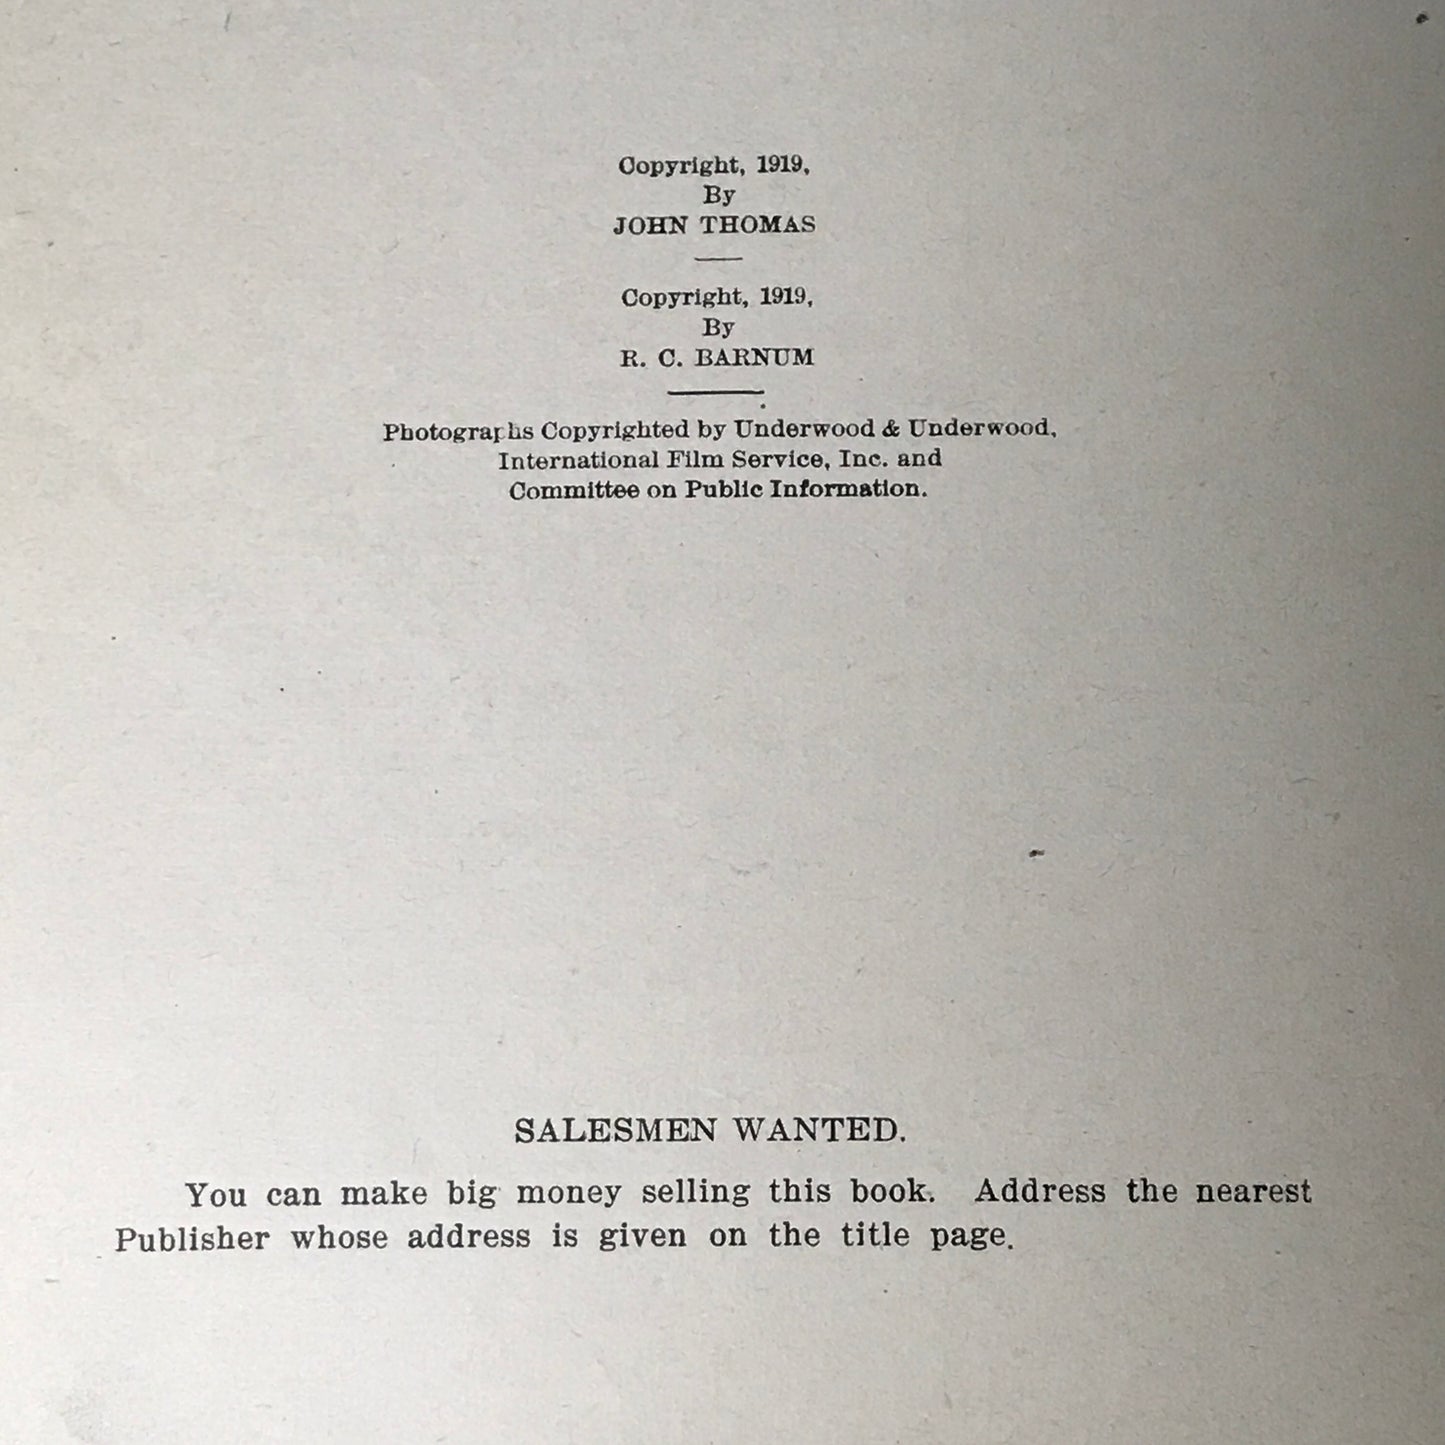 Copyright, 1919,
By
JOHN THOMAS
Copyright, 1919,
By
R. C. BARNUM
Photographs Copyrighted by Underwood & Underwood,
International Film Service, Inc. and
Committee on Public Information.
SALESMEN WANTED.
You can make big money selling this book. Address the nearest
Publisher whose address is given on the title page.